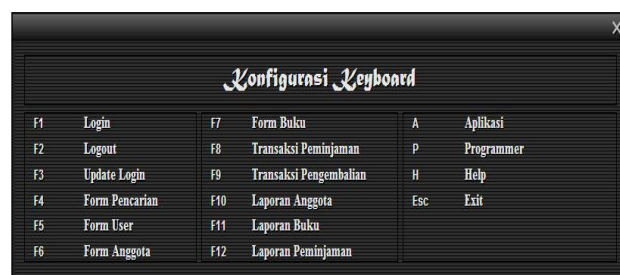 X
Konfigurasi Keyboard
F1 Login
F2 Logout
F3 Update Login
F4 Form Pencarian
F5 Form User
F6 Form Anggota
F7 Form Buku
F8 Transaksi Peminjaman
F9 Transaksi Pengembalian
F10 Laporan Anggota
F11 Laporan Buku
F12 Laporan Peminjaman
A Aplikasi
P Programmer
H Help
Esc Exit